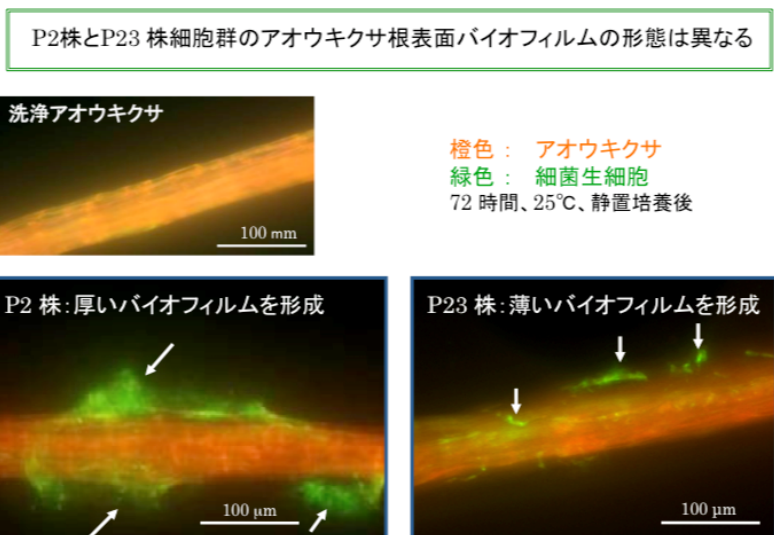 P2株とP23 株細胞群のアオウキクサ根表面バイオフィルムの形態は異なる
洗浄アオウキクサ
100 mm
橙色： アオウキクサ
緑色： 細菌生細胞
72 時間、25℃、静置培養後
P2 株：厚いバイオフィルムを形成
100 μm
P23 株：薄いバイオフィルムを形成
100 μm